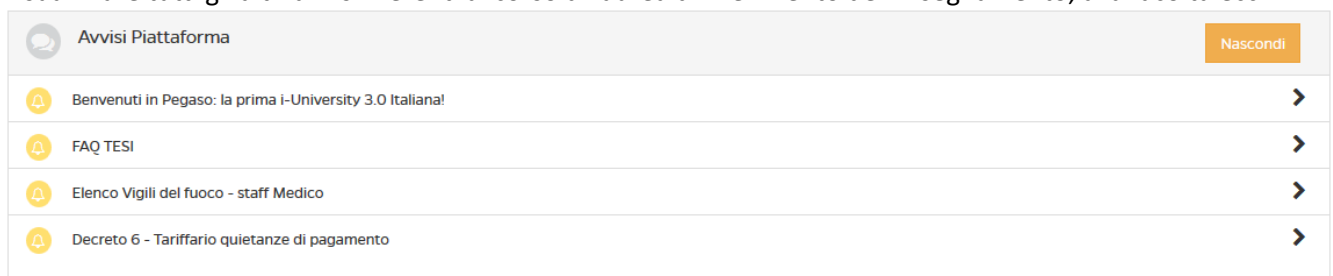 Avvisi Piattaforma
Nascondi
Benvenuti in Pegaso: la prima i-University 3.0 Italiana!
FAQ TESI
Elenco Vigili del fuoco - staff Medico
Decreto 6 - Tariffario quietanze di pagamento